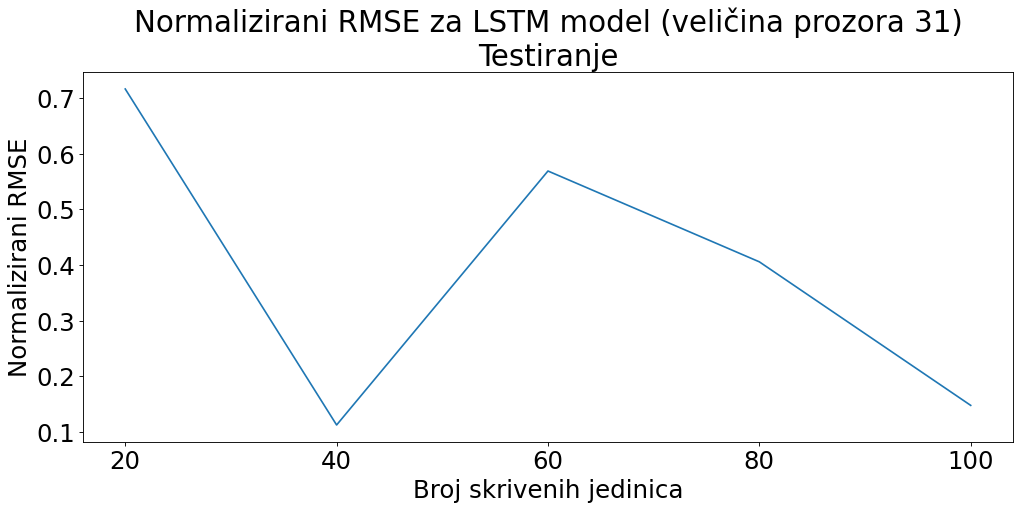 Normalizirani RMSE za LSTM model (veličina prozora 31)
Testiranje
Normalizirani RMSE
0.7
0.6
0.5
0.4
0.3
0.2
0.1
20 40 60 80 100
Broj skrivenih jedinica